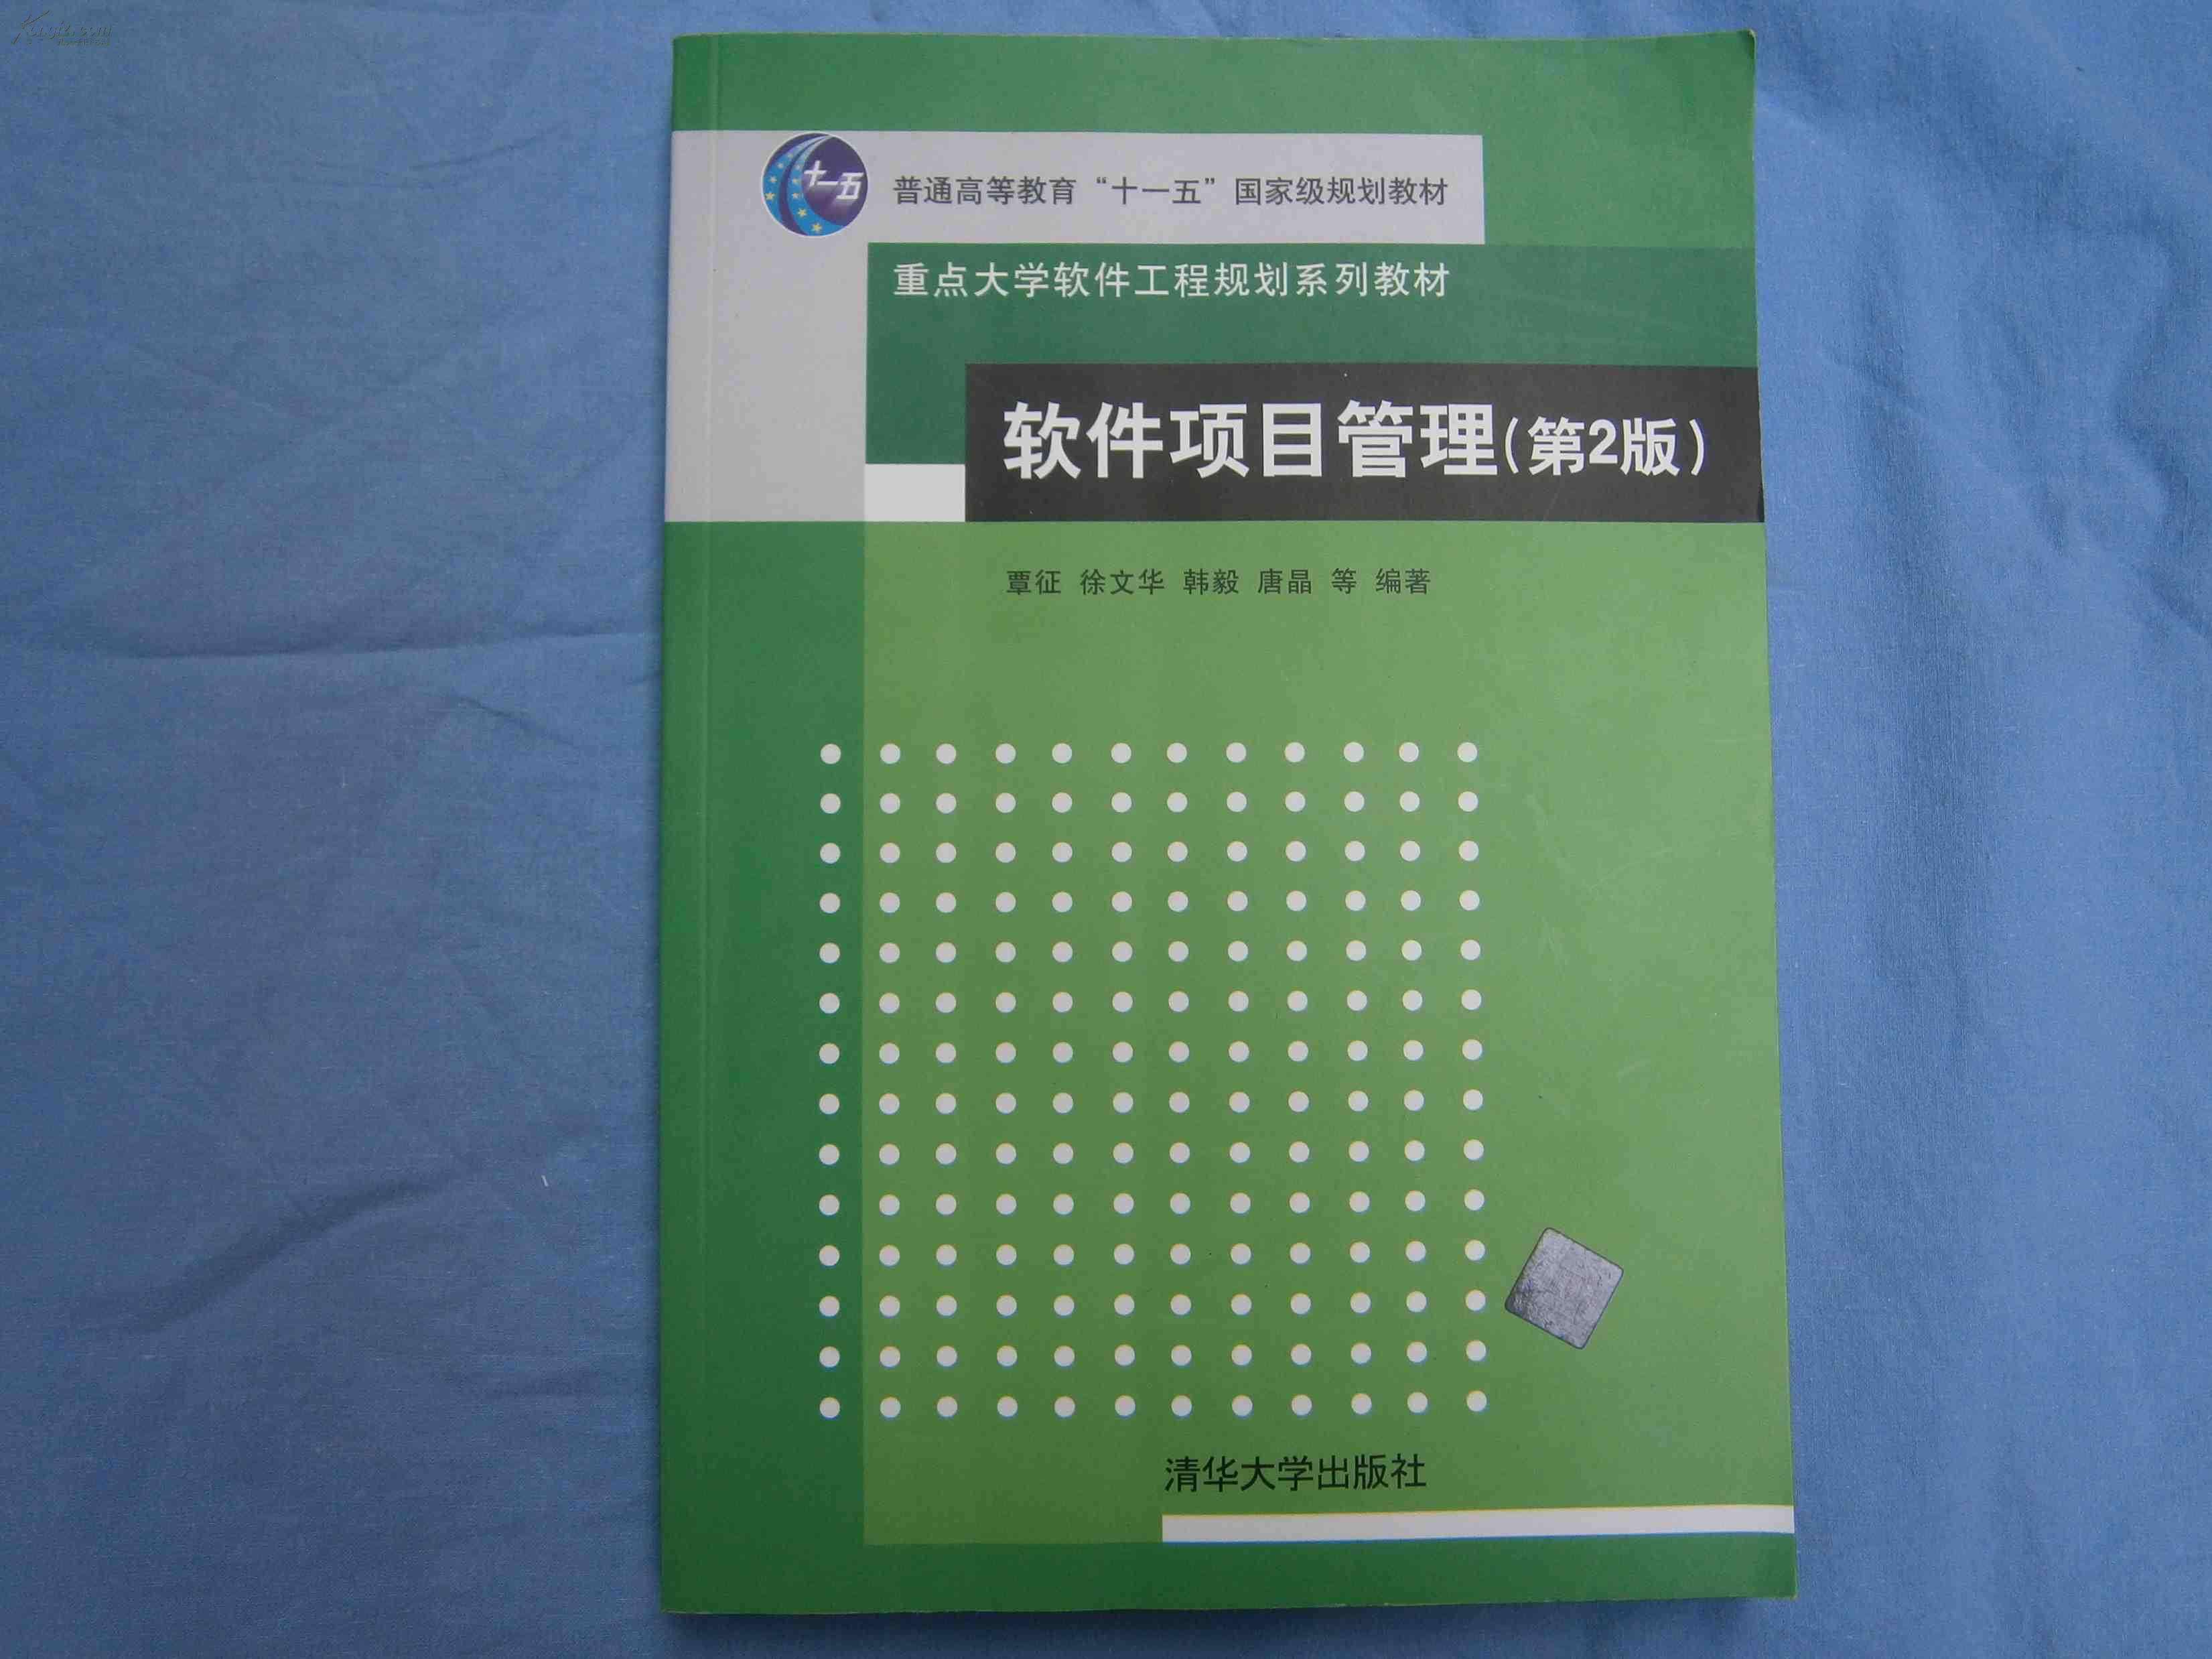 十一五
普通高等教育“十一五”国家级规划教材
重点大学软件工程规划系列教材
软件项目管理(第2版)
覃征 徐文华 韩毅 唐晶 等 编著
清华大学出版社